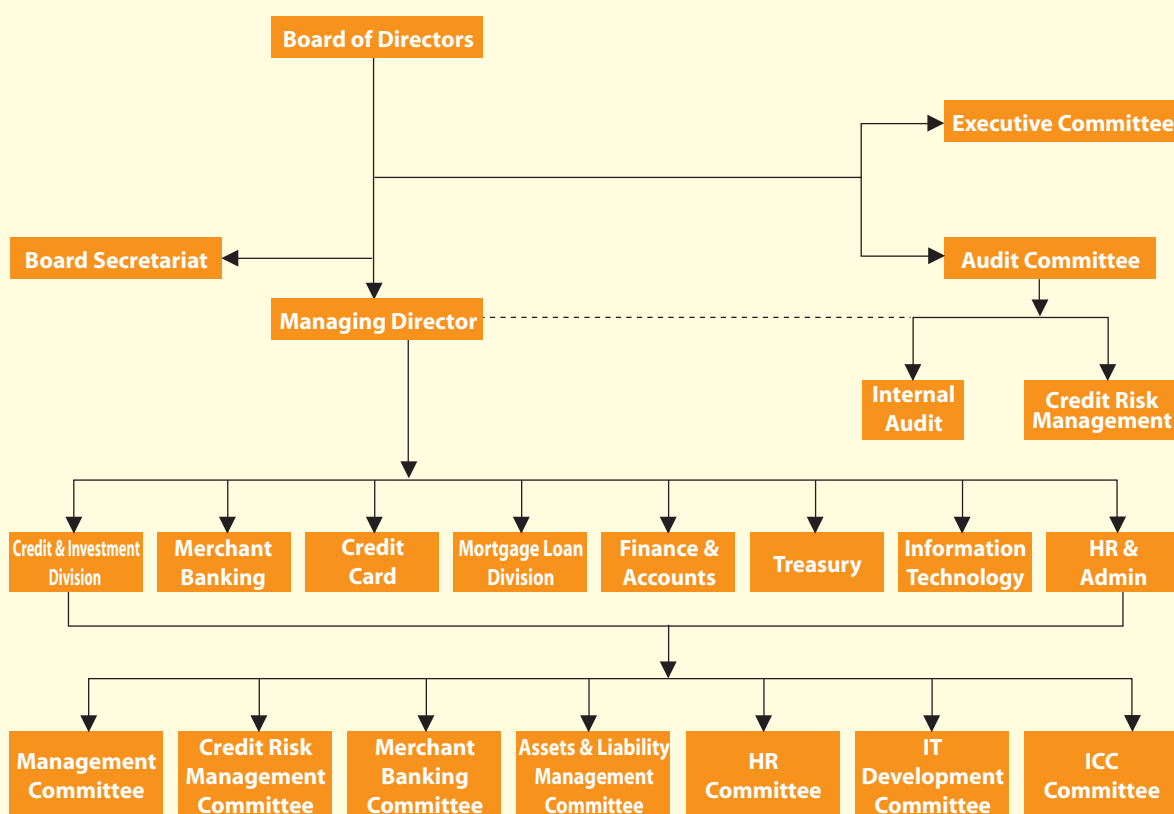 Board of Directors
Executive Committee
Board Secretariat
Audit Committee
Managing Director
Internal
Audit
Credit Risk
Management
Credit & Investment
Division
Merchant
Banking
Credit
Card
Mortgage Loan
Division
Finance &
Accounts
Treasury
Information
Technology
HR &
Admin
Management
Committee
Credit Risk
Management
Committee
Merchant
Banking
Committee
Assets & Liability
Management
Committee
HR
Committee
IT
Development
Committee
ICC
Committee